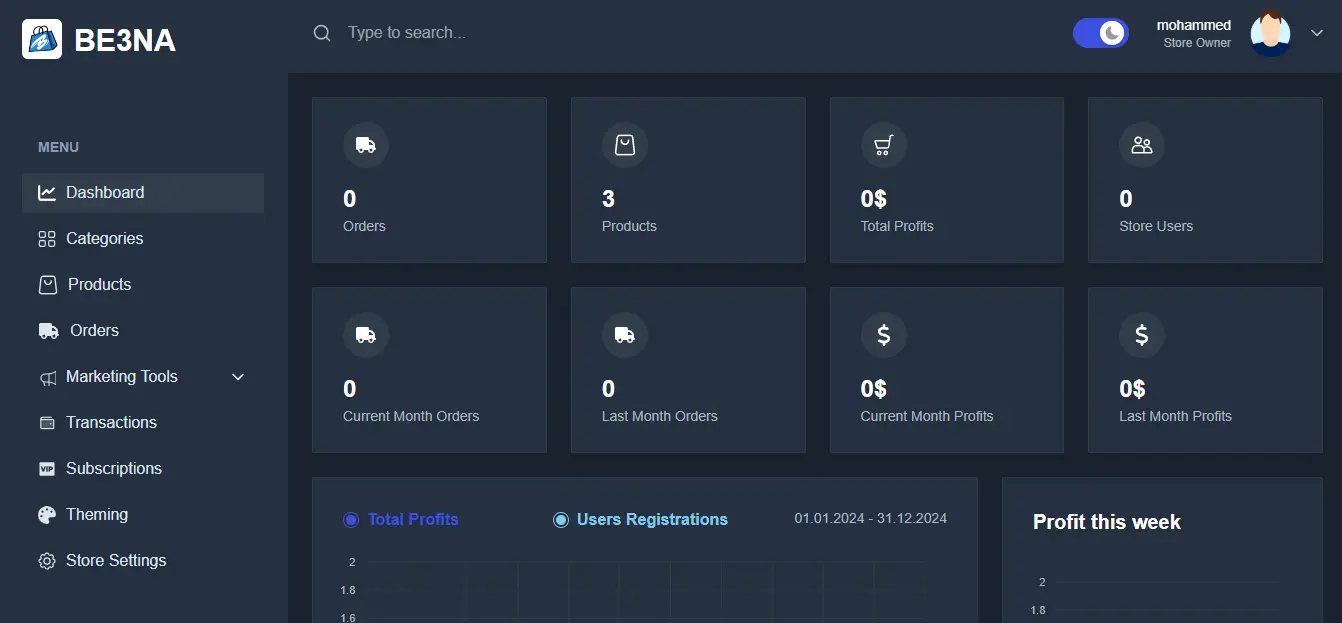 BE3NA
Type to search...
mohammed
Store Owner
MENU
Dashboard
Categories
Products
Orders
Marketing Tools
Transactions
VIP
Subscriptions
Theming
Store Settings
0
Orders
3
Products
0$
Total Profits
0
Store Users
0
Current Month Orders
0
Last Month Orders
0$
Current Month Profits
0$
Last Month Profits
Total Profits
Users Registrations
01.01.2024 - 31.12.2024
2
1.8
1.6
Profit this week
2
1.8